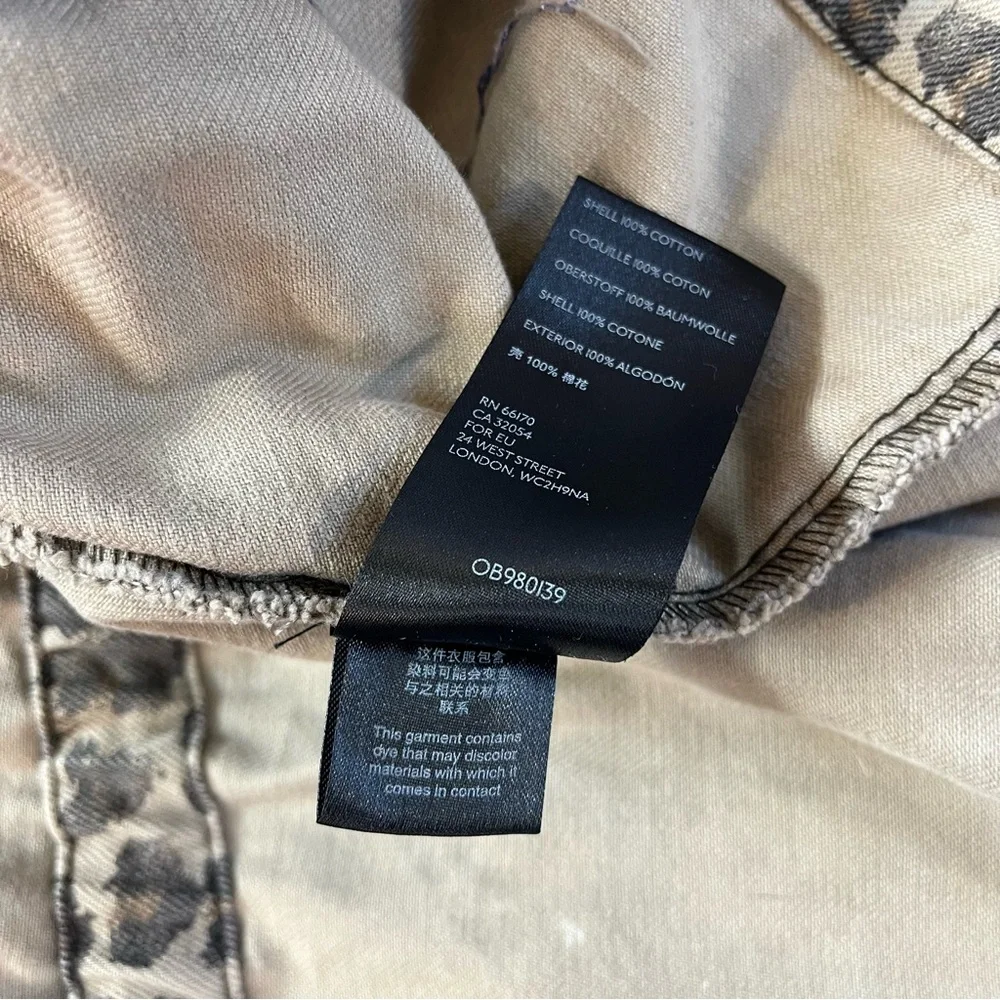 SHELL 100% COTTON
COQUILLE 100% COTON
OBERSTOFF 100% BAUMWOLLE
SHELL 100% COTONE
EXTERIOR 100% ALGODÓN
壳 100% 棉花
RN 66170
CA 32054
FOR EU
24 WEST STREET
LONDON, WC2H9NA
OB980139
这件衣服包含
染料可能会变色
与之相关的材料
联系
This garment contains
dye that may discolor
materials with which it
comes in contact